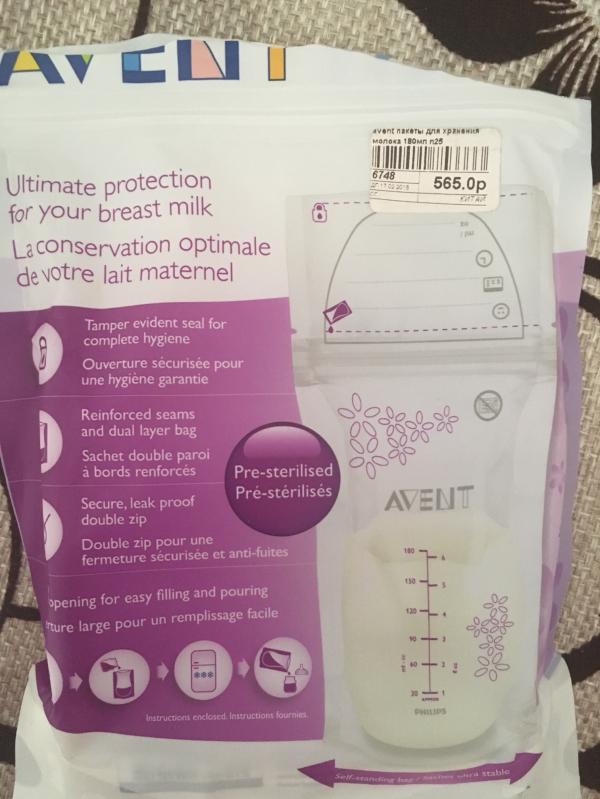 AVENT
avent пакеты для хранения
молока 180мл n25
6748
565.0р
КИТАЙ
Ultimate protection
for your breast milk
La conservation optimale
de votre lait maternel
Tamper evident seal for
complete hygiene
Ouverture sécurisée pour
une hygiène garantie
Reinforced seams
and dual layer bag
Sachet double paroi
à bords renforcés
Secure, leak proof
double zip
Double zip pour une
fermeture sécurisée et anti-fuites
Pre-sterilised
Pré-stérilisés
opening for easy filling and pouring
rture large pour un remplissage facile
Instructions enclosed. Instructions fournies.
AVENT
180 6
150 5
120 4
90 3
60 2
30 1
APPROX
PHILIPS
Self-standing bag / Sachet ultra stable